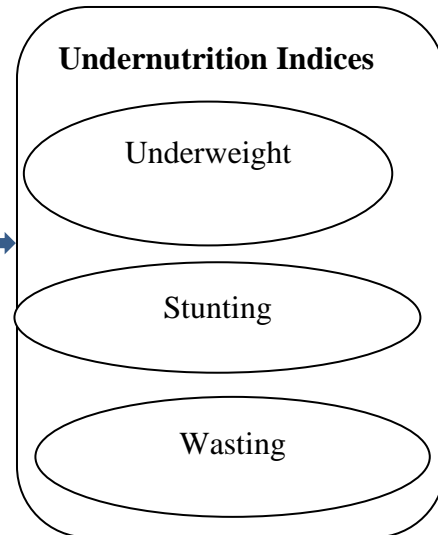 Undernutrition Indices
Underweight
Stunting
Wasting